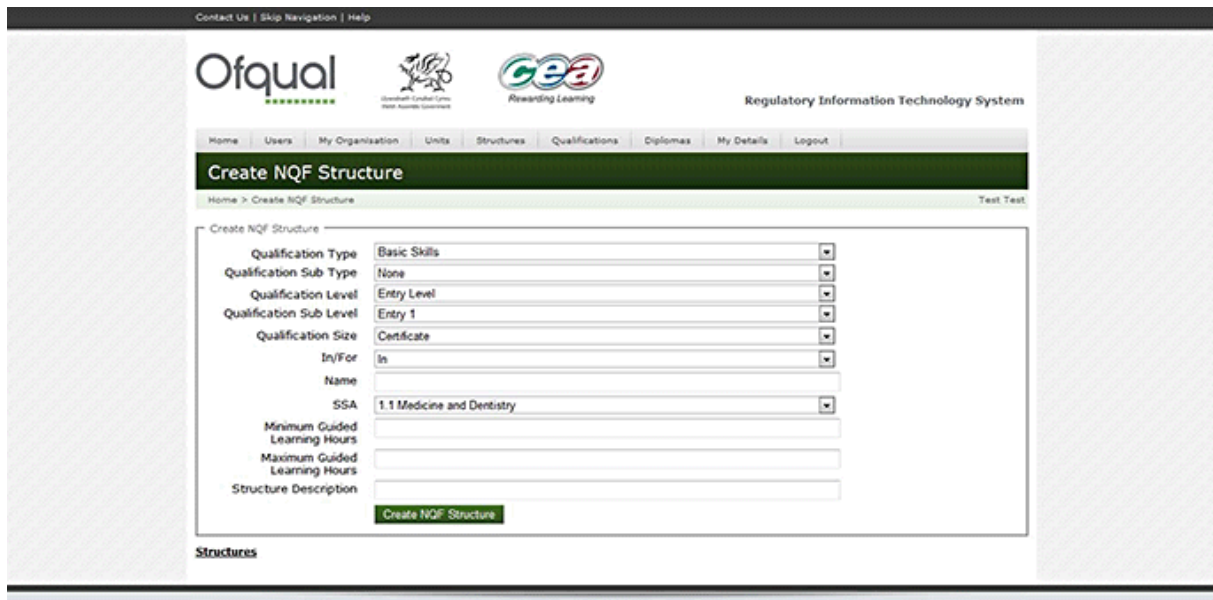 Contact Us | Skip Navigation | Help
Ofqual
cea
Rewarding Learning
Regulatory Information Technology System
Home Users My Organisation Units Structures Qualifications Diplomas My Details Logout
Create NQF Structure
Home > Create NQF Structure Test Test
Create NQF Structure
Qualification Type Basic Skills
Qualification Sub Type None
Qualification Level Entry Level
Qualification Sub Level Entry 1
Qualification Size Certificate
In/For In
Name
SSA 1.1 Medicine and Dentistry
Minimum Guided
Learning Hours
Maximum Guided
Learning Hours
Structure Description
Create NQF Structure
Structures